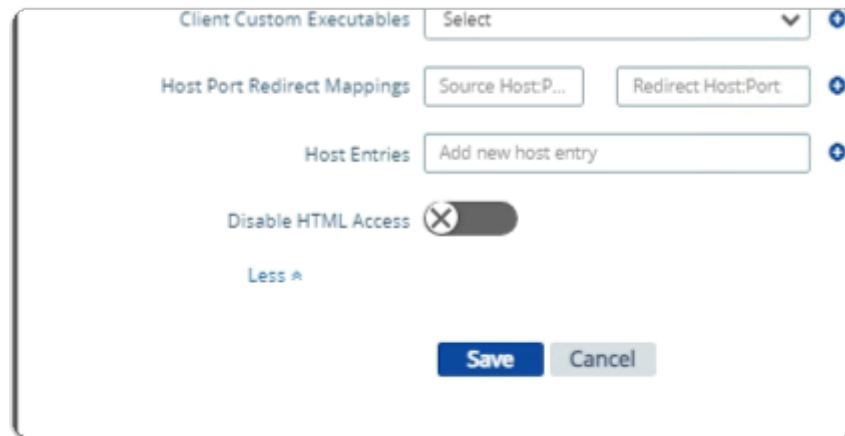 Client Custom Executables Select
Host Port Redirect Mappings Source Host:P... Redirect Host:Port
Host Entries Add new host entry
Disable HTML Access
Less
Save Cancel